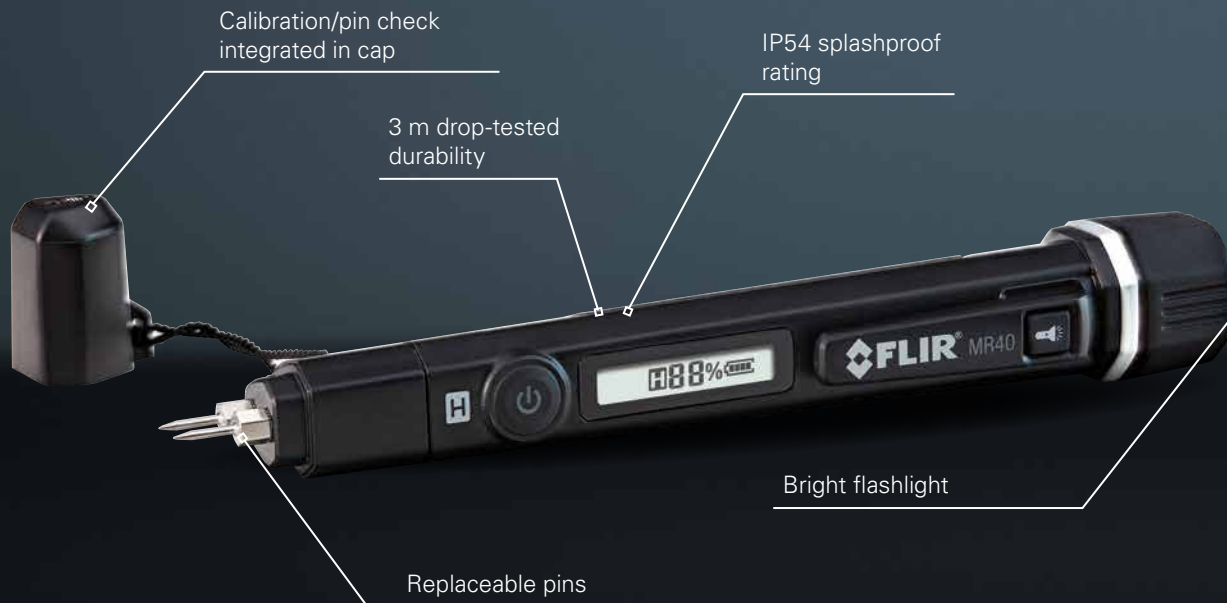 Calibration/pin check
integrated in cap
IP54 splashproof
rating
3 m drop-tested
durability
H
H88%
FLIR® MR40
Bright flashlight
Replaceable pins